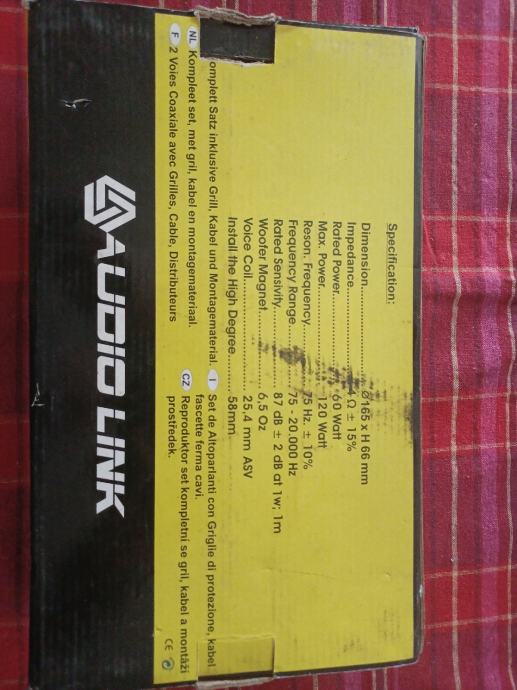 Specification:
Dimension............................ø165 x H 66 mm
Impedance............................4 Ω ± 15%
Rated Power............................60 Watt
Max. Power............................120 Watt
Reson. Frequency............................75 Hz. ± 10%
Frequency Range............................75 - 20.000 Hz
Rated Sensivity............................87 dB ± 2 dB at 1w; 1m
Woofer Magnet............................6,5 Oz
Voice Coil............................25.4 mm ASV
Install the High Degree............58mm
omplett Satz inklusive Grill, Kabel und Montagematerial.
NL Kompleet set, met gril, kabel en montagemateriaal.
F 2 Voies Coaxiale avec Grilles, Cable, Distributeurs
I Set de Altoparlanti con Griglie di protezione, kabel
fascette ferma cavi.
CZ Reproduktor set kompletní se gril, kabel a montáži
prostředek.
CE
AUDIO LINK